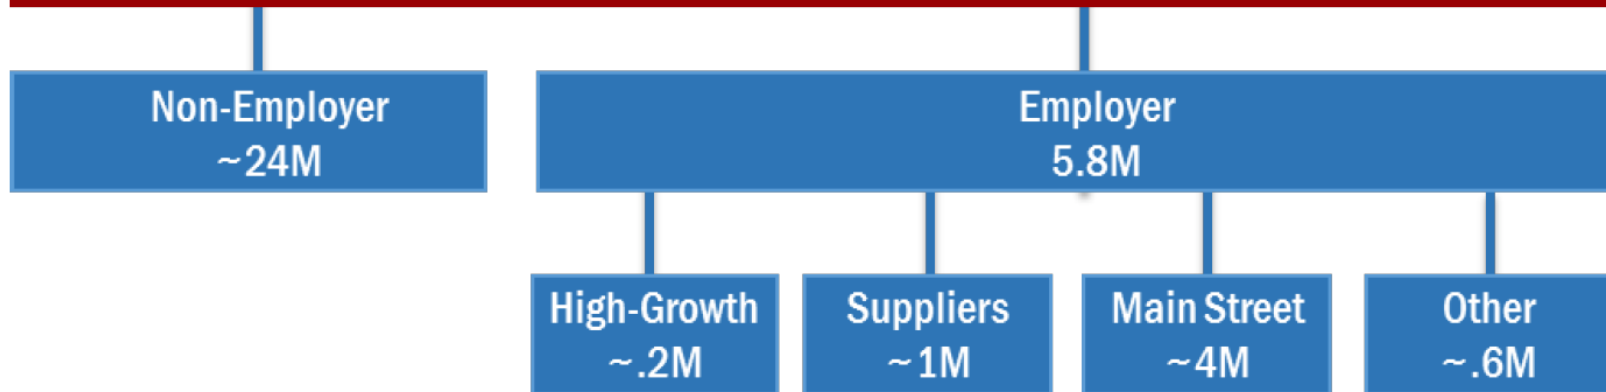 Non-Employer
~24M
Employer
5.8M
High-Growth
~.2M
Suppliers
~1M
Main Street
~4M
Other
~.6M